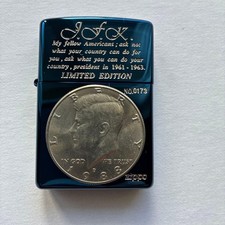 J.F.K.
My fellow Americans; ask not
what your country can do for
you, ask what you can do your
country, president in 1961-1963.
LIMITED EDITION
No.0173
LIBERTY
IN GOD WE TRUST
P
1988
zippo